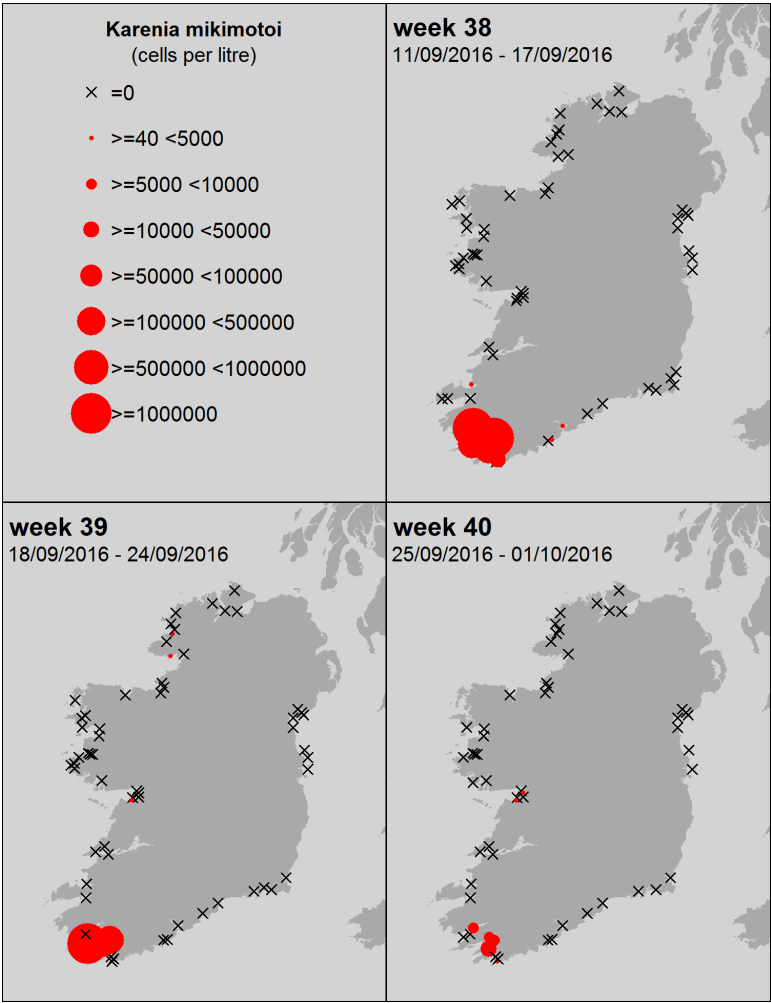 Karenia mikimotoi
(cells per litre)
=0
>=40 <5000
>=5000 <10000
>=10000 <50000
>=50000 <100000
>=100000 <500000
>=500000 <1000000
>=1000000
week 38
11/09/2016 - 17/09/2016
week 39
18/09/2016 - 24/09/2016
week 40
25/09/2016 - 01/10/2016